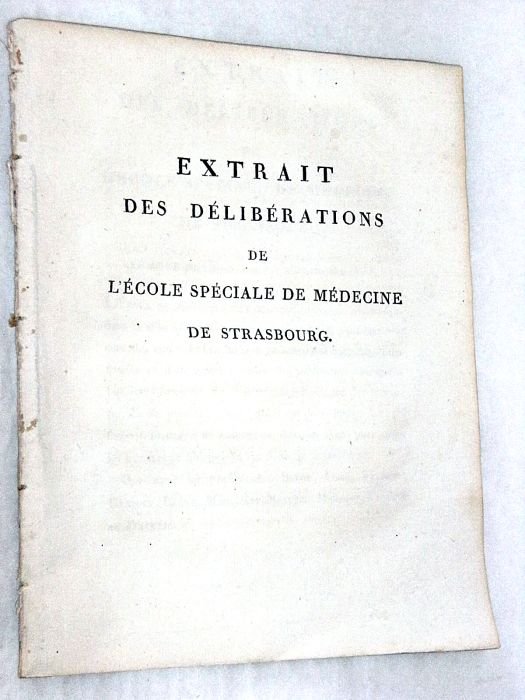 EXTRAIT
DES DÉLIBÉRATIONS
DE
L'ÉCOLE SPÉCIALE DE MÉDECINE
DE STRASBOURG.